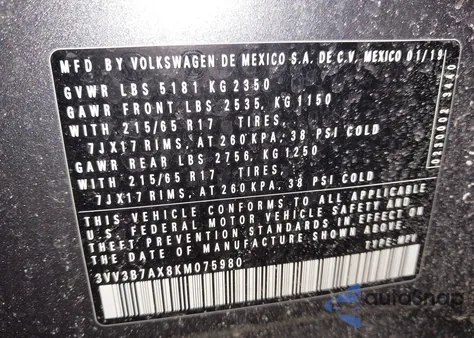 MFD BY VOLKSWAGEN DE MEXICO S.A. DE C.V. MEXICO 01/19
GVWR LBS 5181 KG 2350
GAWR FRONT LBS 2535, KG 1150
WITH 215/65 R17 TIRES,
7JX17 RIMS, AT 260 KPA, 38 PSI COLD
GAWR REAR LBS 2756, KG 1250
WITH 215/65 R17 TIRES,
7JX17 RIMS, AT 260 KPA, 38 PSI COLD
THIS VEHICLE CONFORMS TO ALL APPLICABLE
U.S. FEDERAL MOTOR VEHICLE SAFETY AND
THEFT PREVENTION STANDARDS IN EFFECT ON
THE DATE OF MANUFACTURE SHOWN ABOVE.
3VV3B7AX8KM075980 TYPE:
autoSnap